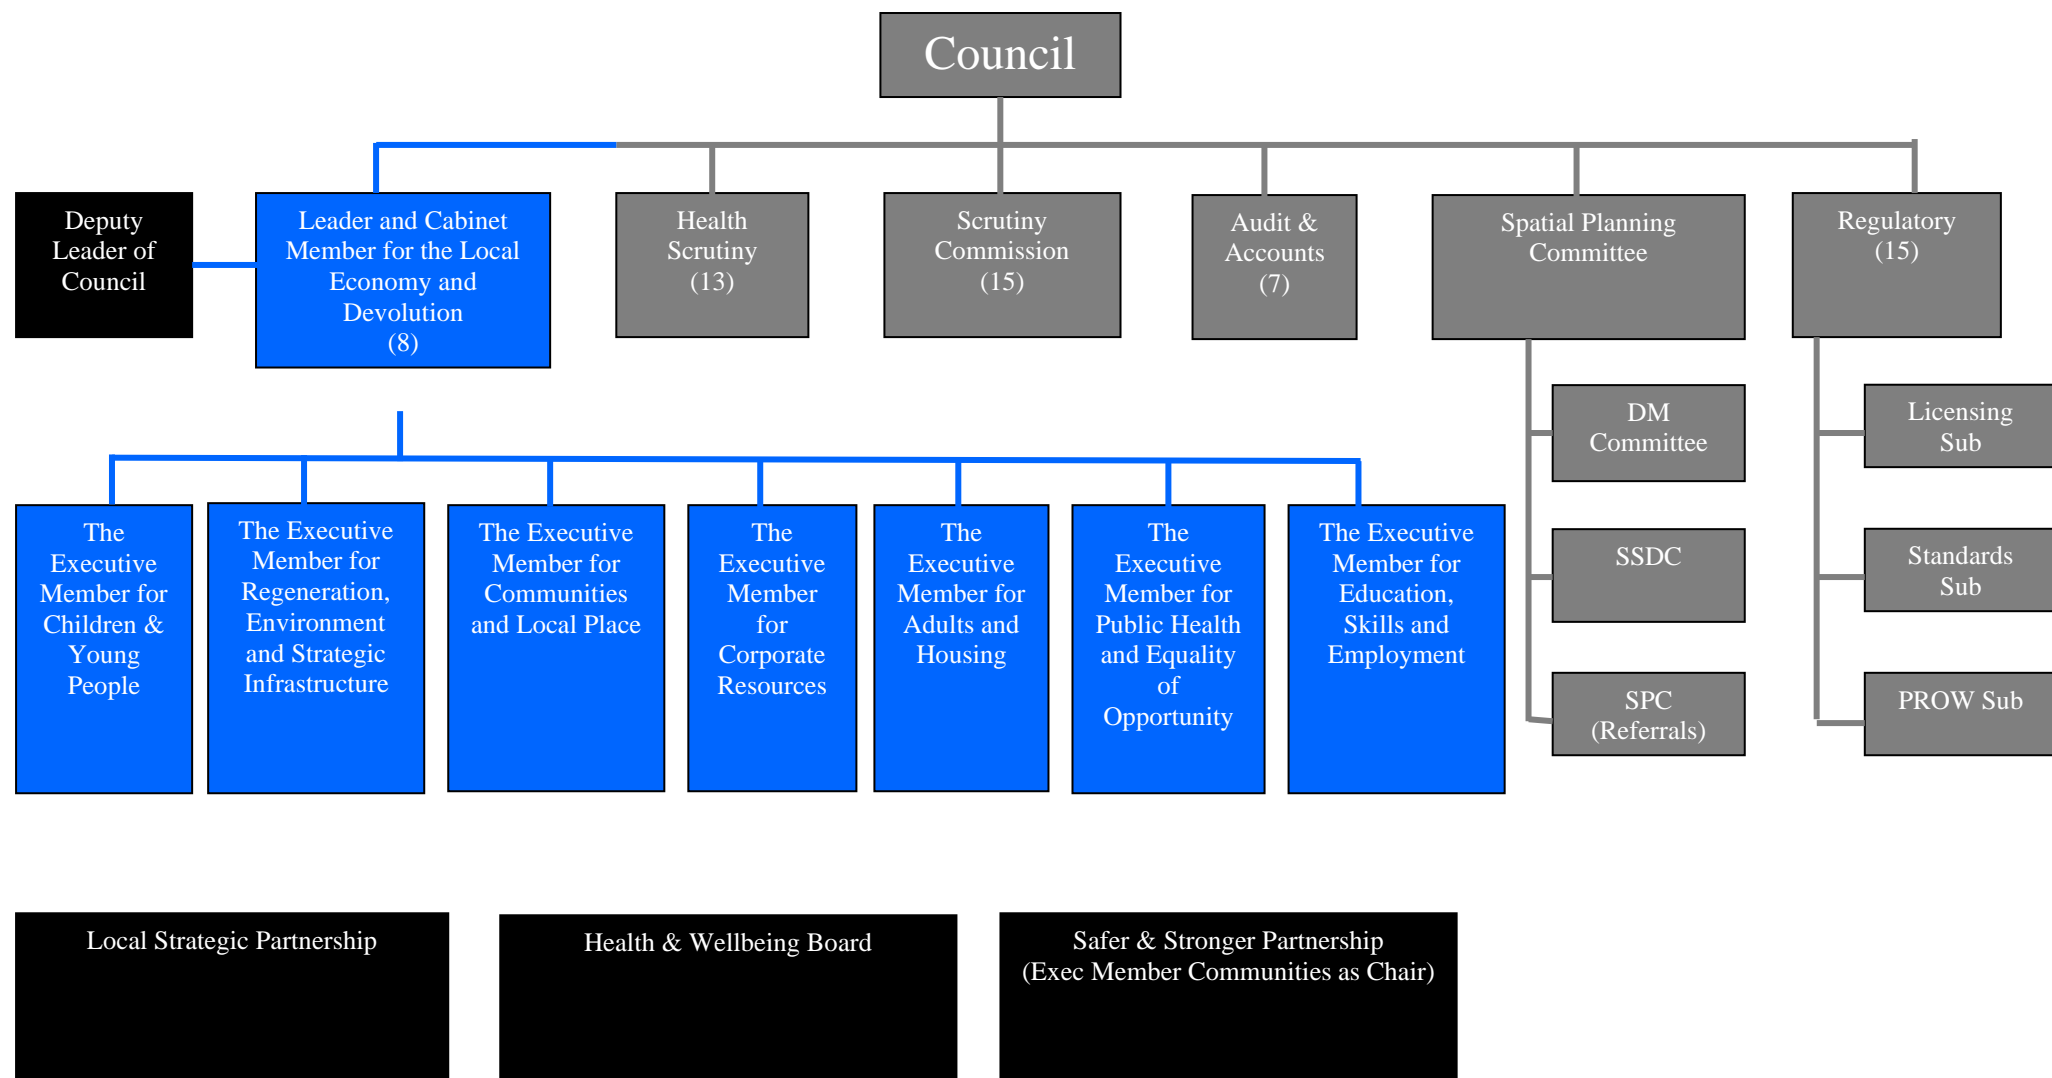 Council
Deputy
Leader of
Council
Leader and Cabinet
Member for the Local
Economy and
Devolution
(8)
Health
Scrutiny
(13)
Scrutiny
Commission
(15)
Audit &
Accounts
(7)
Spatial Planning
Committee
Regulatory
(15)
DM
Committee
Licensing
Sub
SSDC
Standards
Sub
SPC
(Referrals)
PROW Sub
The
Executive
Member for
Children &
Young
People
The Executive
Member for
Regeneration,
Environment
and Strategic
Infrastructure
The Executive
Member for
Communities
and Local Place
The
Executive
Member
for
Corporate
Resources
The
Executive
Member for
Adults and
Housing
The
Executive
Member for
Public Health
and Equality
of
Opportunity
The Executive
Member for
Education,
Skills and
Employment
Local Strategic Partnership
Health & Wellbeing Board
Safer & Stronger Partnership
(Exec Member Communities as Chair)